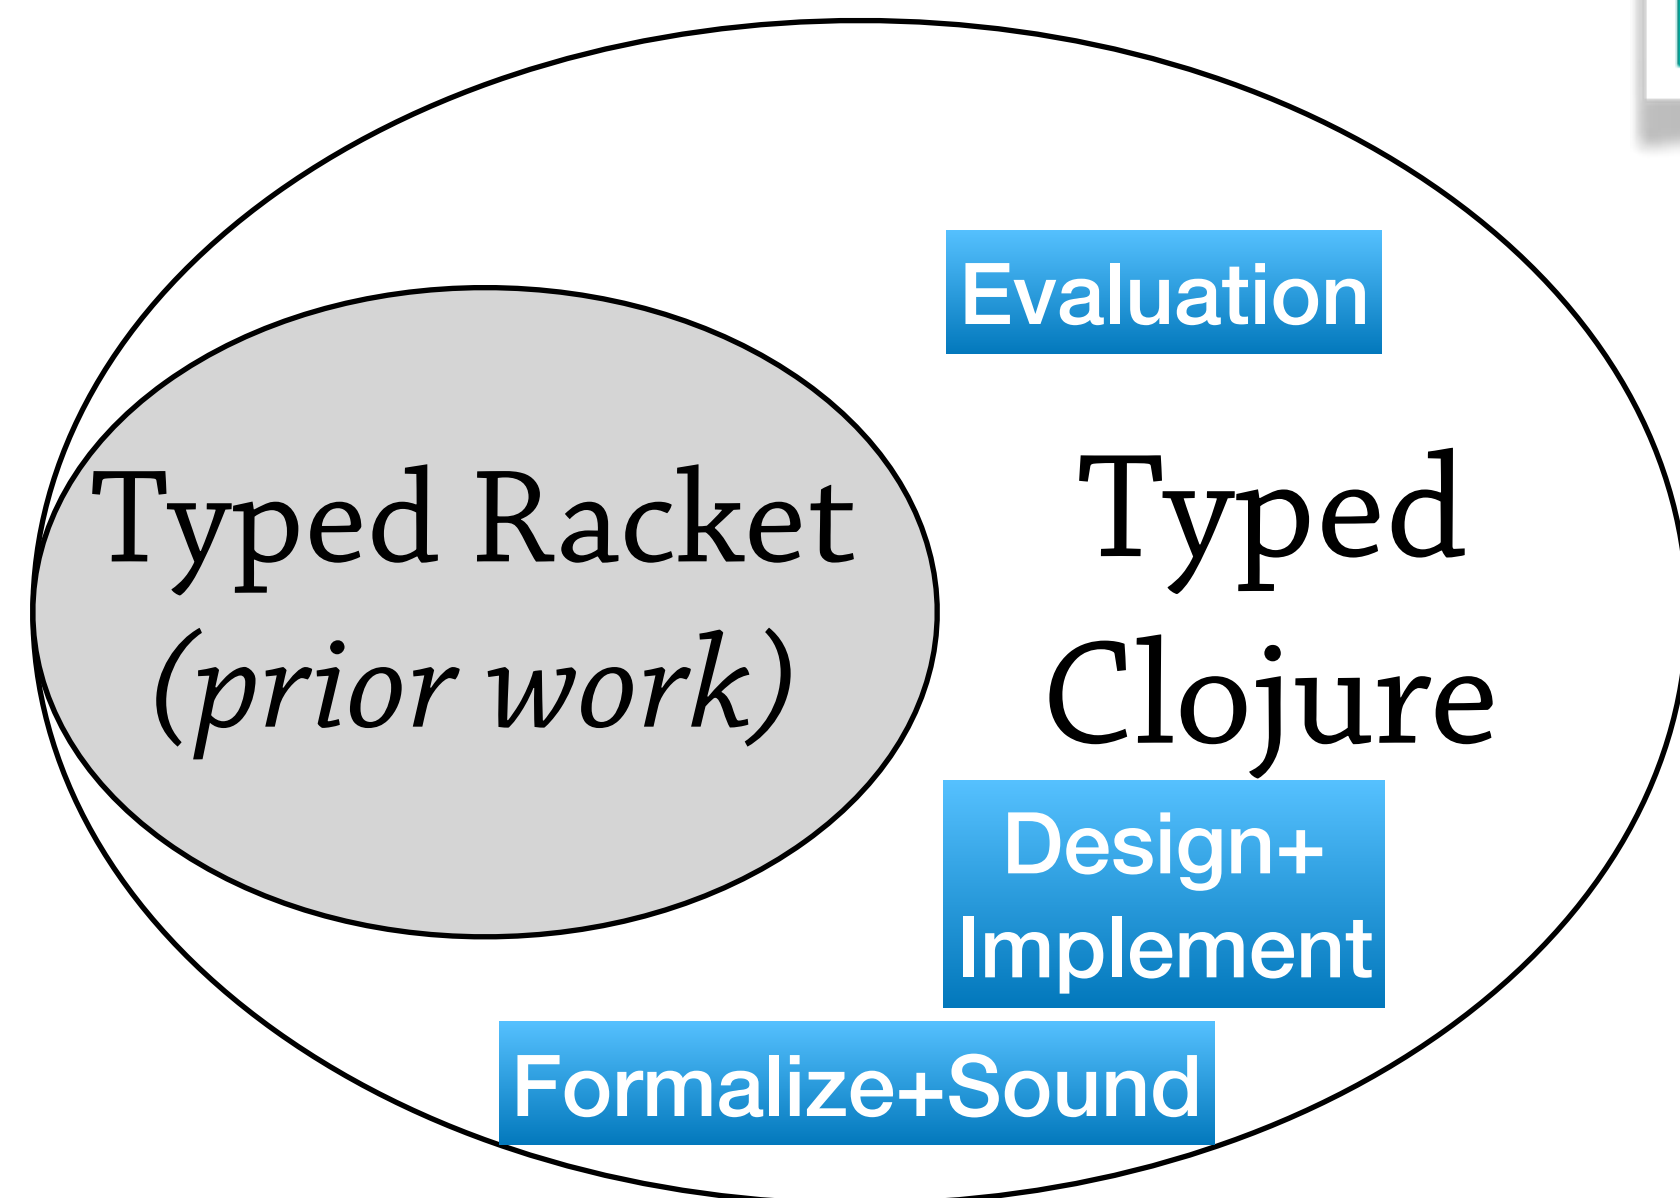 Evaluation
Typed Racket
(prior work)
Typed
Clojure
Design+
Implement
Formalize+Sound